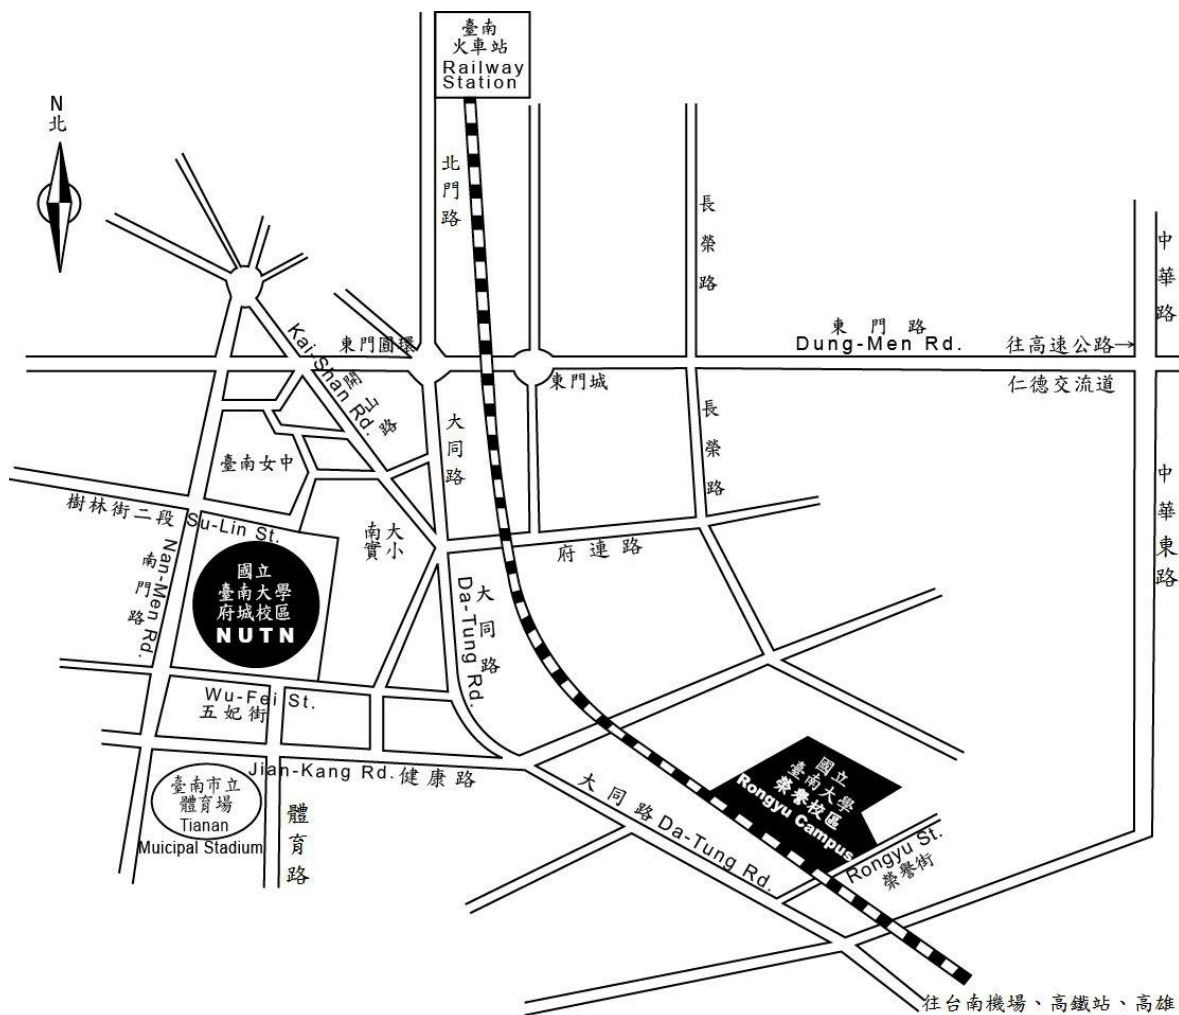 臺南
火車站
Railway
Station
N
北
北門路
長榮路
中華路
東門路
Dung-Men Rd.
往高速公路→
仁德交流道
東門圓環
東門城
Kai-Shan Rd.
開山路
大同路
長榮路
中華東路
臺南女中
樹林街二段 Su-Lin St.
南大
實小
府連路
南門路
Nan-Men Rd.
國立
臺南大學
府城校區
NUTN
大同路
Da-Tung Rd.
Wu-Fei St.
五妃街
Jian-Kang Rd. 健康路
臺南市立
體育場
Tianan
Muicipal Stadium
體育路
國立
臺南大學
榮譽校區
Rongyu Campus
大同路 Da-Tung Rd.
Rongyu St.
榮譽街
往台南機場、高鐵站、高雄